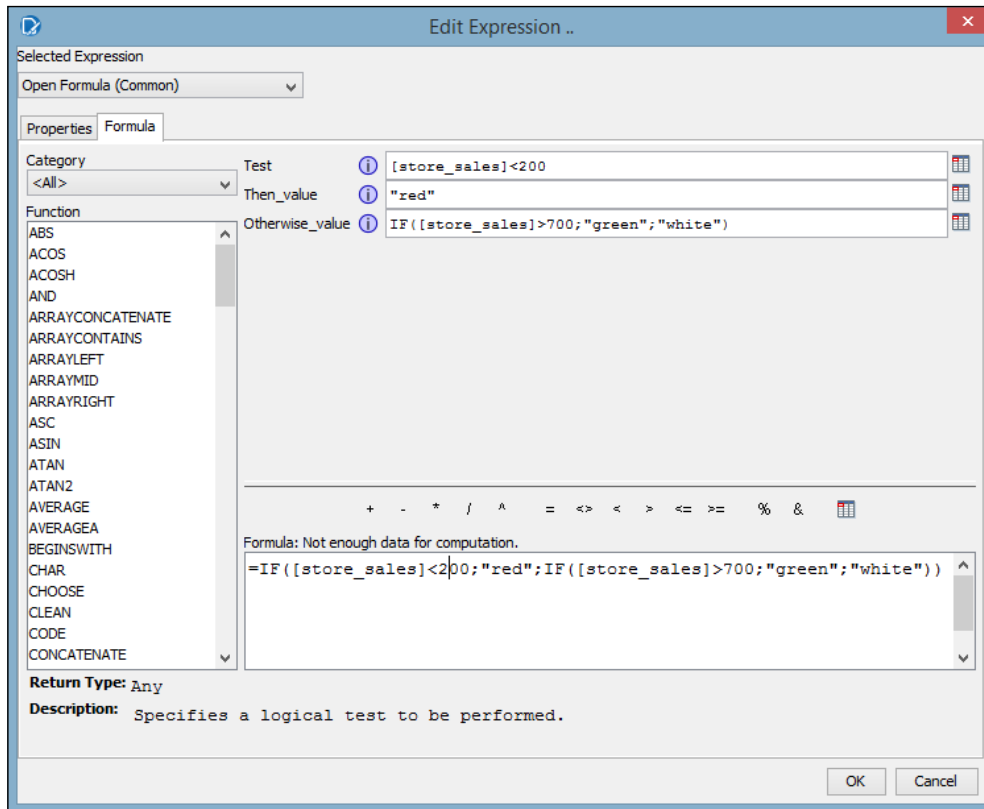 Edit Expression ..
Selected Expression
Open Formula (Common)
Properties Formula
Category
<All>
Function
ABS
ACOS
ACOSH
AND
ARRAYCONCATENATE
ARRAYCONTAINS
ARRAYLEFT
ARRAYMID
ARRAYRIGHT
ASC
ASIN
ATAN
ATAN2
AVERAGE
AVERAGEA
BEGINSWITH
CHAR
CHOOSE
CLEAN
CODE
CONCATENATE
Test [store_sales]<200
Then_value "red"
Otherwise_value IF([store_sales]>700;"green";"white")
+ - * / ^ = <> < > <= >= % &
Formula: Not enough data for computation.
=IF([store_sales]<200;"red";IF([store_sales]>700;"green";"white"))
Return Type: Any
Description: Specifies a logical test to be performed.
OK Cancel